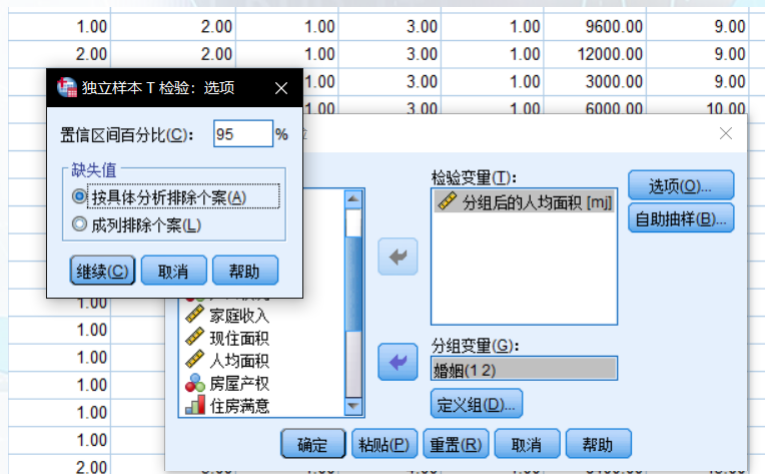 1.00 2.00 1.00 3.00 1.00 9600.00 9.00
2.00 2.00 1.00 3.00 1.00 12000.00 9.00
1.00 3.00 1.00 3000.00 9.00
1.00 3.00 1.00 6000.00 10.00
独立样本 T 检验：选项
置信区间百分比(C)： 95 %
缺失值
按具体分析排除个案(A)
成列排除个案(L)
继续(C) 取消 帮助
检验变量(T)：
分组后的人均面积 [mj]
选项(O)...
自助抽样(B)...
家庭收入
现住面积
人均面积
房屋产权
住房满意
分组变量(G)：
婚姻(1 2)
定义组(D)...
确定 粘贴(P) 重置(R) 取消 帮助
1.00
1.00
1.00
1.00
1.00
1.00
2.00